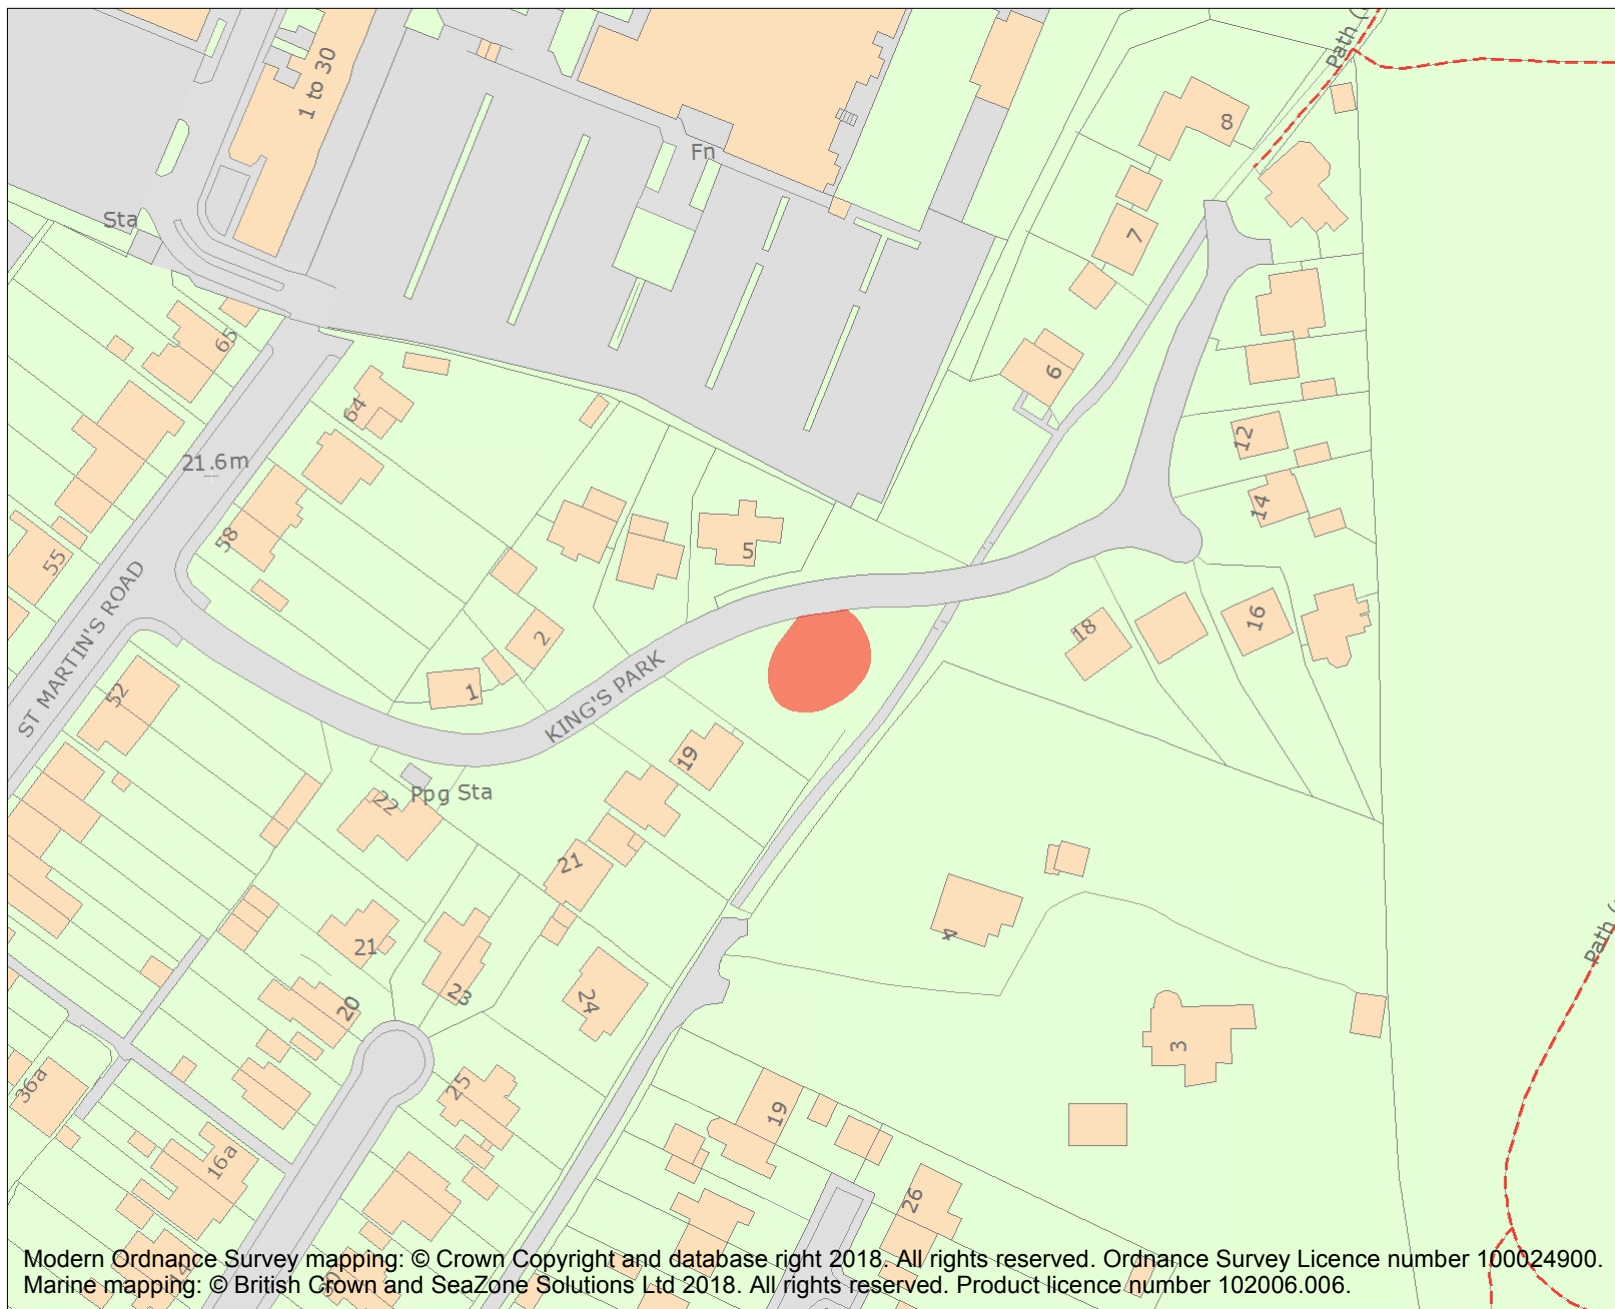 Path (
1 to 30
8
Fn
Sta
7
65
6
64
12
21.6m
14
58
5
55
16
18
2
ST MARTIN'S ROAD
KING'S PARK
1
52
19
22
Ppg Sta
21
4
21
Path (
23
24
20
3
36a
25
19
16a
26
Modern Ordnance Survey mapping: © Crown Copyright and database right 2018. All rights reserved. Ordnance Survey Licence number 100024900.
Marine mapping: © British Crown and SeaZone Solutions Ltd 2018. All rights reserved. Product licence number 102006.006.